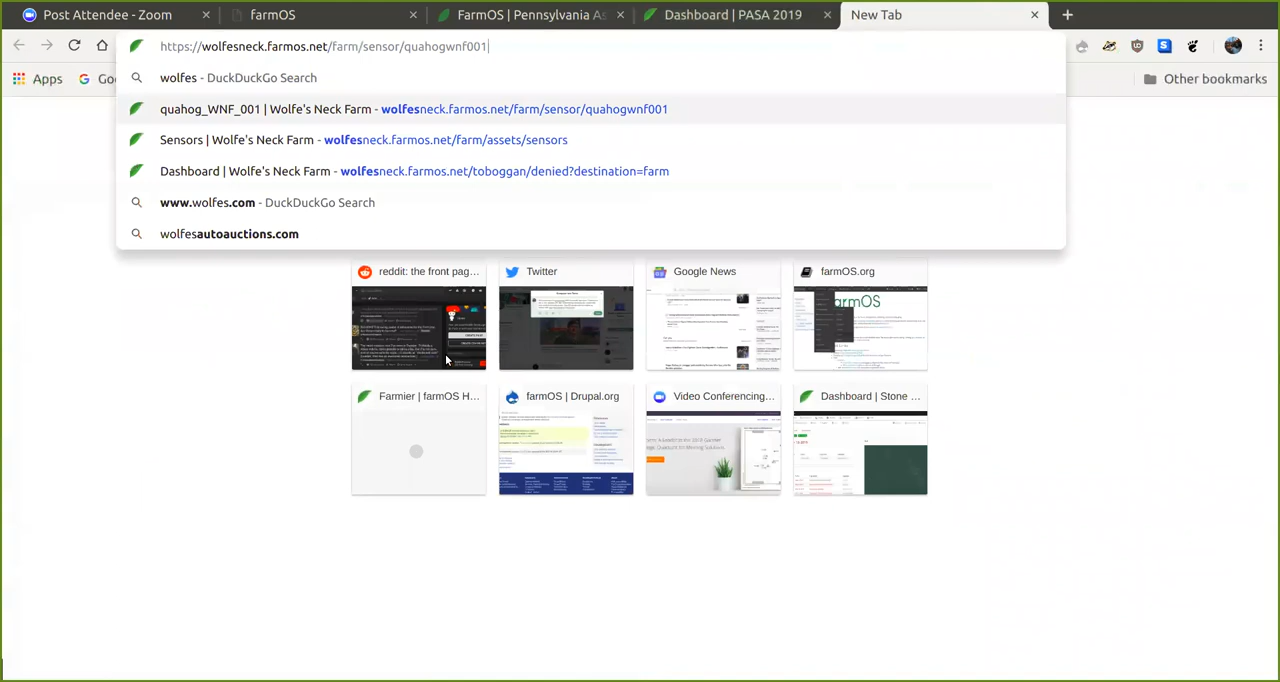 Post Attendee - Zoom
farmOS
FarmOS | Pennsylvania As
Dashboard | PASA 2019
New Tab
https://wolfesneck.farmos.net/farm/sensor/quahogwnf001
Apps
Go
Other bookmarks
wolfes - DuckDuckGo Search
quahog_WNF_001 | Wolfe's Neck Farm - wolfesneck.farmos.net/farm/sensor/quahogwnf001
Sensors | Wolfe's Neck Farm - wolfesneck.farmos.net/farm/assets/sensors
Dashboard | Wolfe's Neck Farm - wolfesneck.farmos.net/toboggan/denied?destination=farm
www.wolfes.com - DuckDuckGo Search
wolfesautoauctions.com
reddit: the front pag...
Twitter
Google News
farmOS.org
armOS
Farmier | farmOS H...
farmOS | Drupal.org
Video Conferencing,...
Dashboard | Stone ...